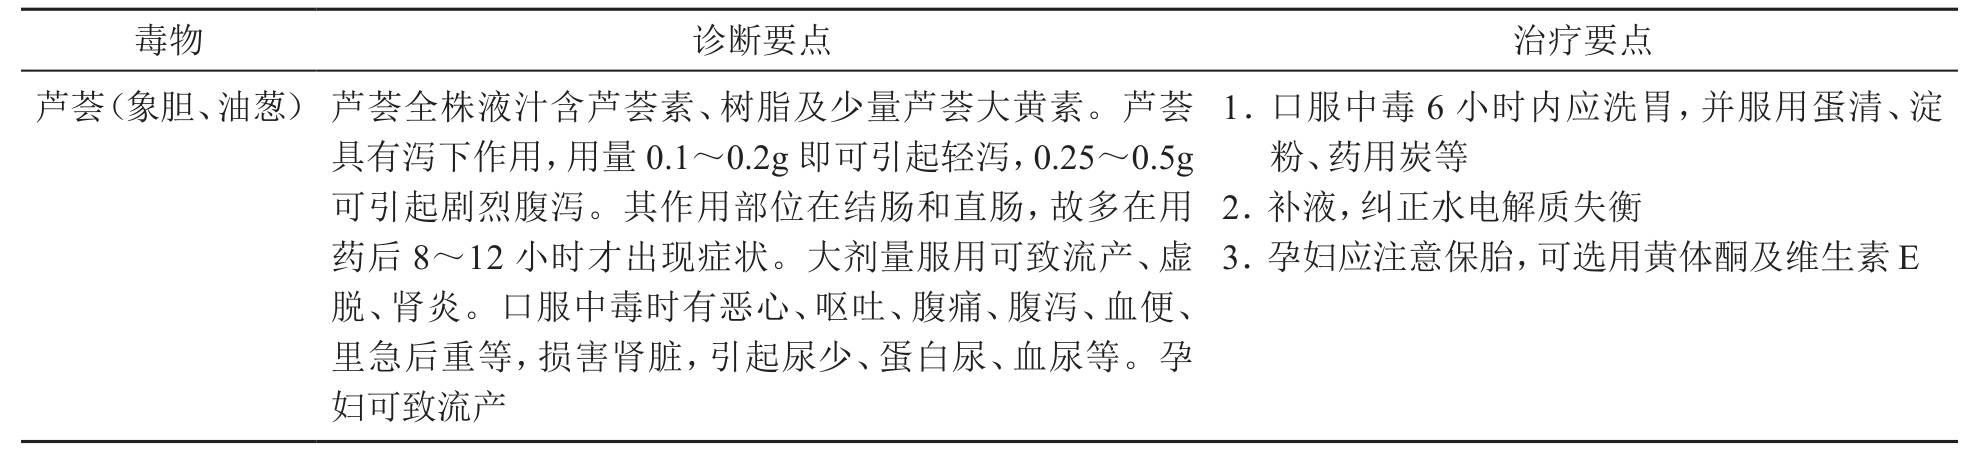 毒物 诊断要点 治疗要点
芦荟(象胆、油葱)
芦荟全株液汁含芦荟素、树脂及少量芦荟大黄素。芦荟
具有泻下作用,用量 0.1～0.2g 即可引起轻泻,0.25～0.5g
可引起剧烈腹泻。其作用部位在结肠和直肠,故多在用
药后 8～12 小时才出现症状。大剂量服用可致流产、虚
脱、肾炎。口服中毒时有恶心、呕吐、腹痛、腹泻、血便、
里急后重等,损害肾脏,引起尿少、蛋白尿、血尿等。孕
妇可致流产
1. 口服中毒 6 小时内应洗胃,并服用蛋清、淀
粉、药用炭等
2. 补液,纠正水电解质失衡
3. 孕妇应注意保胎,可选用黄体酮及维生素 E